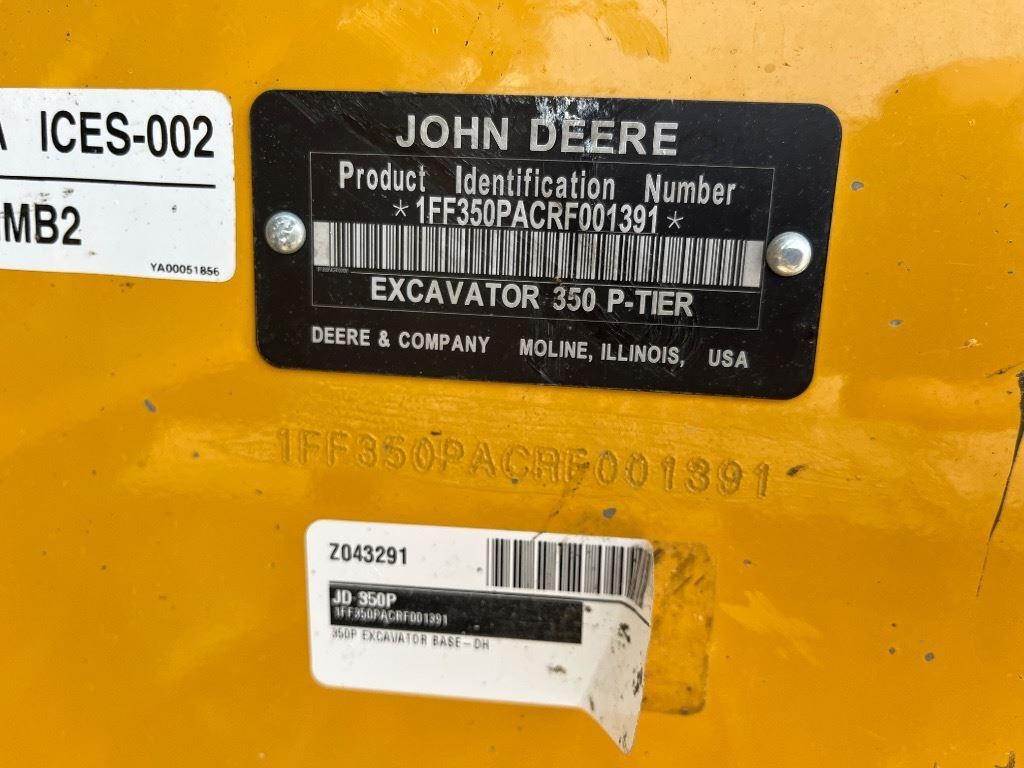 A ICES-002
MB2
YA00051856
JOHN DEERE
Product Identification Number
*1FF350PACRF001391*
EXCAVATOR 350 P-TIER
DEERE & COMPANY MOLINE, ILLINOIS, USA
1FF350PACRF001391
Z043291
JD 350P
1FF350PACRF001391
350P EXCAVATOR BASE - DH